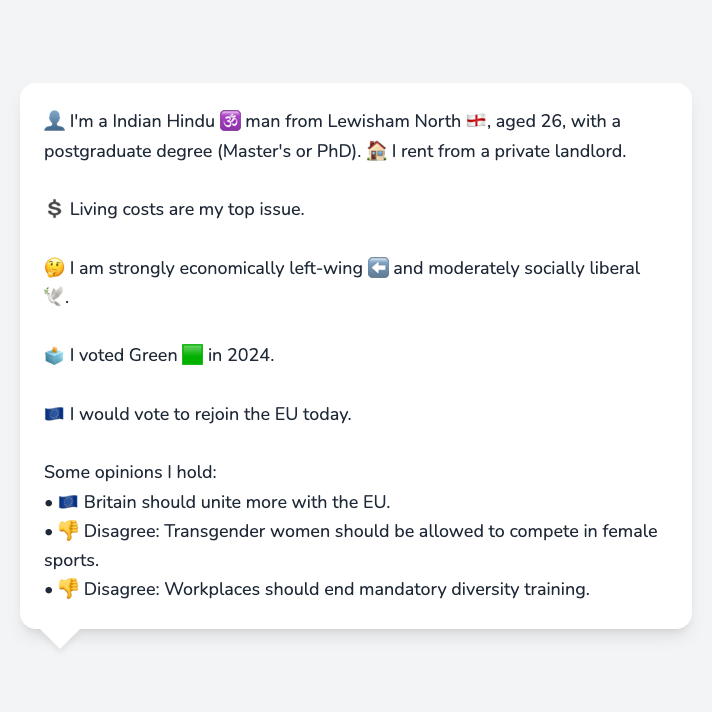 👤 I'm a Indian Hindu 🕉️ man from Lewisham North 🏴󠁧󠁢󠁥󠁮󠁧󠁿, aged 26, with a
postgraduate degree (Master's or PhD). 🏠 I rent from a private landlord.
💲 Living costs are my top issue.
🤔 I am strongly economically left-wing ⬅️ and moderately socially liberal
🕊️.
🗳️ I voted Green 🟩 in 2024.
🇪🇺 I would vote to rejoin the EU today.
Some opinions I hold:
• 🇪🇺 Britain should unite more with the EU.
• 👎 Disagree: Transgender women should be allowed to compete in female
sports.
• 👎 Disagree: Workplaces should end mandatory diversity training.